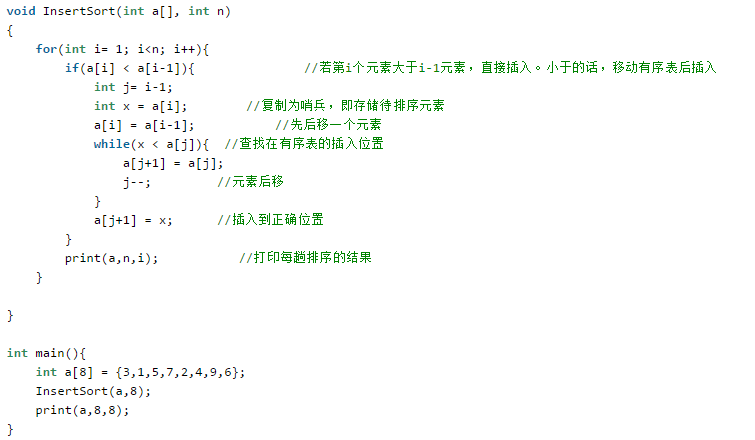 void InsertSort(int a[], int n)
{
    for(int i= 1; i<n; i++){
        if(a[i] < a[i-1]){               //若第i个元素大于i-1元素，直接插入。小于的话，移动有序表后插入
            int j= i-1;
            int x = a[i];        //复制为哨兵，即存储待排序元素
            a[i] = a[i-1];           //先后移一个元素
            while(x < a[j]){  //查找在有序表的插入位置
                a[j+1] = a[j];
                j--;         //元素后移
            }
            a[j+1] = x;      //插入到正确位置
        }
        print(a,n,i);           //打印每趟排序的结果
    }
}
int main(){
    int a[8] = {3,1,5,7,2,4,9,6};
    InsertSort(a,8);
    print(a,8,8);
}